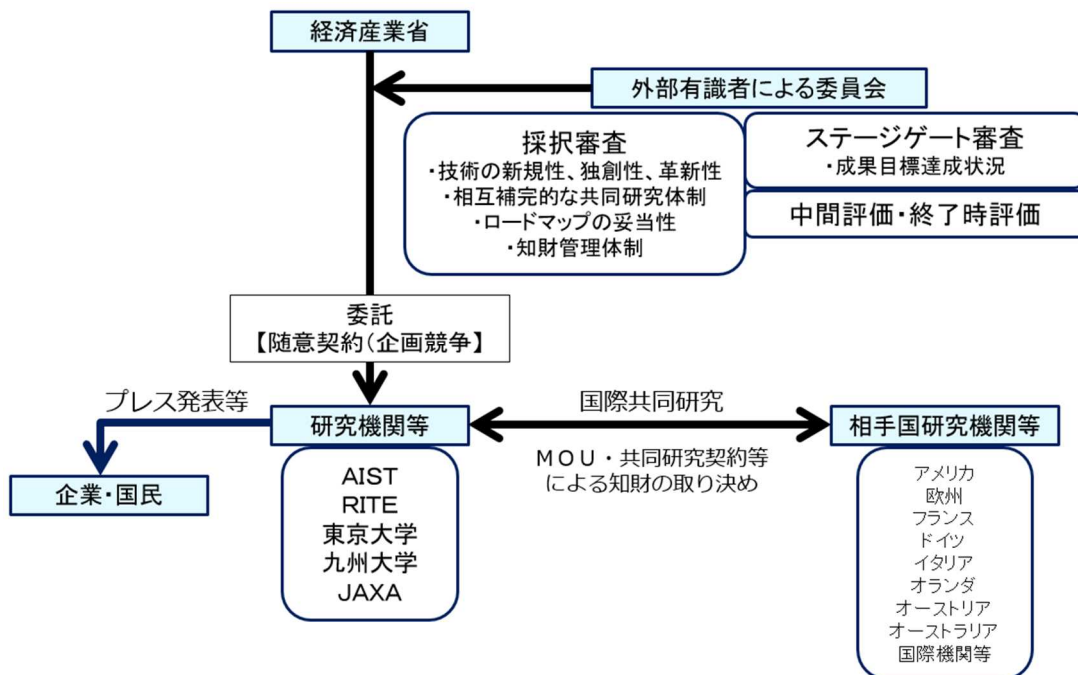 経済産業省
外部有識者による委員会
採択審査
・技術の新規性、独創性、革新性
・相互補完的な共同研究体制
・ロードマップの妥当性
・知財管理体制
ステージゲート審査
・成果目標達成状況
中間評価・終了時評価
委託
【随意契約(企画競争】
プレス発表等
企業・国民
研究機関等
AIST
RITE
東京大学
九州大学
JAXA
国際共同研究
MOU・共同研究契約等
による知財の取り決め
相手国研究機関等
アメリカ
欧州
フランス
ドイツ
イタリア
オランダ
オーストリア
オーストラリア
国際機関等